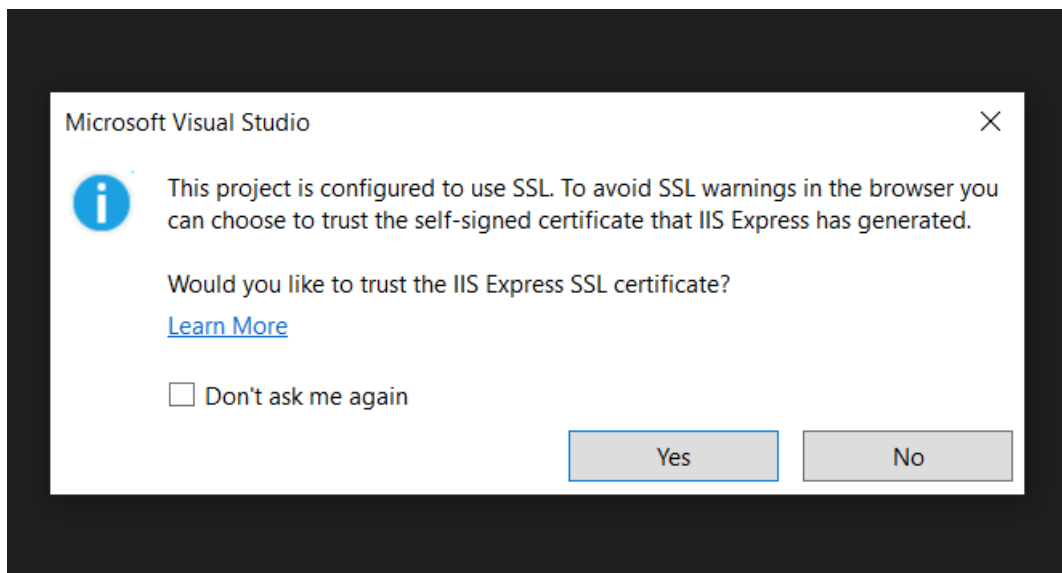 Microsoft Visual Studio
This project is configured to use SSL. To avoid SSL warnings in the browser you
can choose to trust the self-signed certificate that IIS Express has generated.
Would you like to trust the IIS Express SSL certificate?
Learn More
Don't ask me again
Yes
No